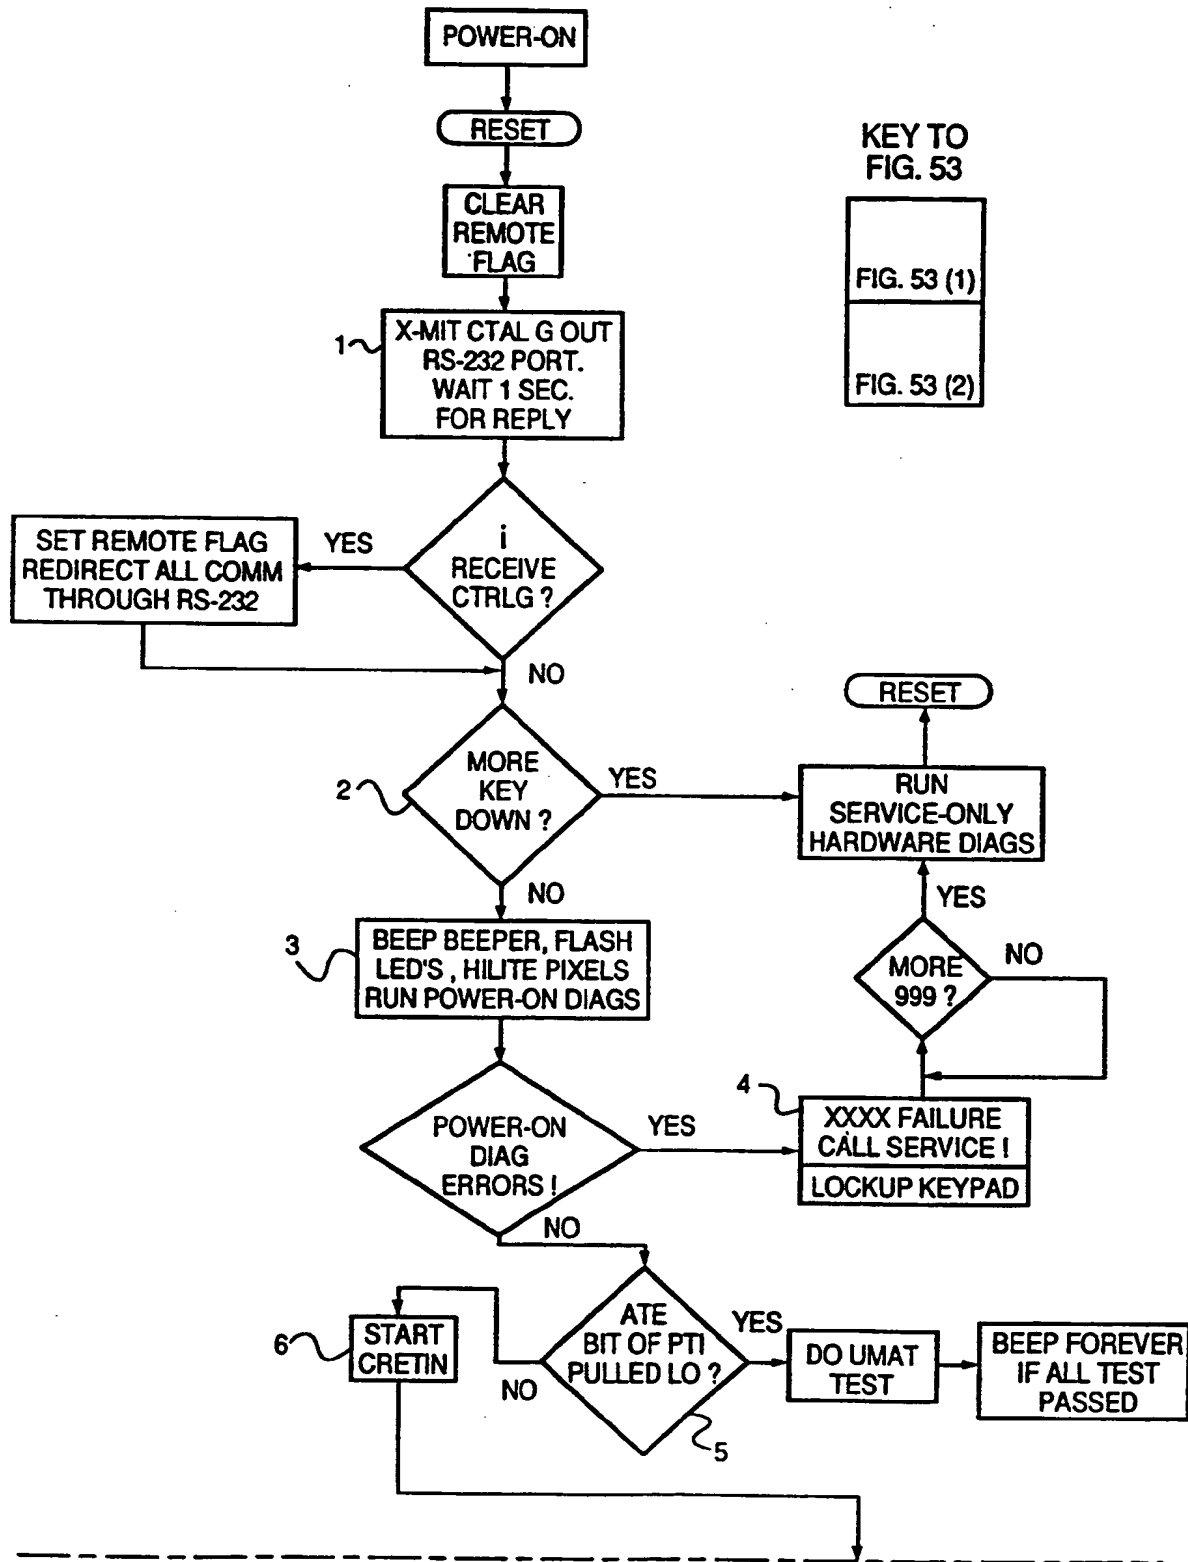 POWER-ON
RESET
KEY TO
FIG. 53
FIG. 53 (1)
FIG. 53 (2)
CLEAR
REMOTE
FLAG
1
X-MIT CTAL G OUT
RS-232 PORT.
WAIT 1 SEC.
FOR REPLY
i
RECEIVE
CTRLG ?
YES
SET REMOTE FLAG
REDIRECT ALL COMM
THROUGH RS-232
NO
2
MORE
KEY
DOWN ?
YES
RESET
RUN
SERVICE-ONLY
HARDWARE DIAGS
NO
YES
3
BEEP BEEPER, FLASH
LED'S , HILITE PIXELS
RUN POWER-ON DIAGS
MORE
999 ?
NO
POWER-ON
DIAG
ERRORS !
YES
4
XXXX FAILURE
CALL SERVICE !
LOCKUP KEYPAD
NO
6
START
CRETIN
NO
ATE
BIT OF PTI
PULLED LO ?
5
YES
DO UMAT
TEST
BEEP FOREVER
IF ALL TEST
PASSED